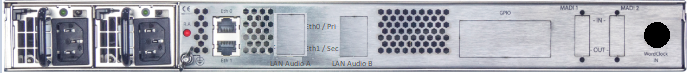 Eth 2
GPIO
MADI 1
MADI 2
Eth0 / Pri
- IN -
Eth1 / Sec
- OUT -
WordClock
IN
Eth 1
LAN Audio A
LAN Audio B